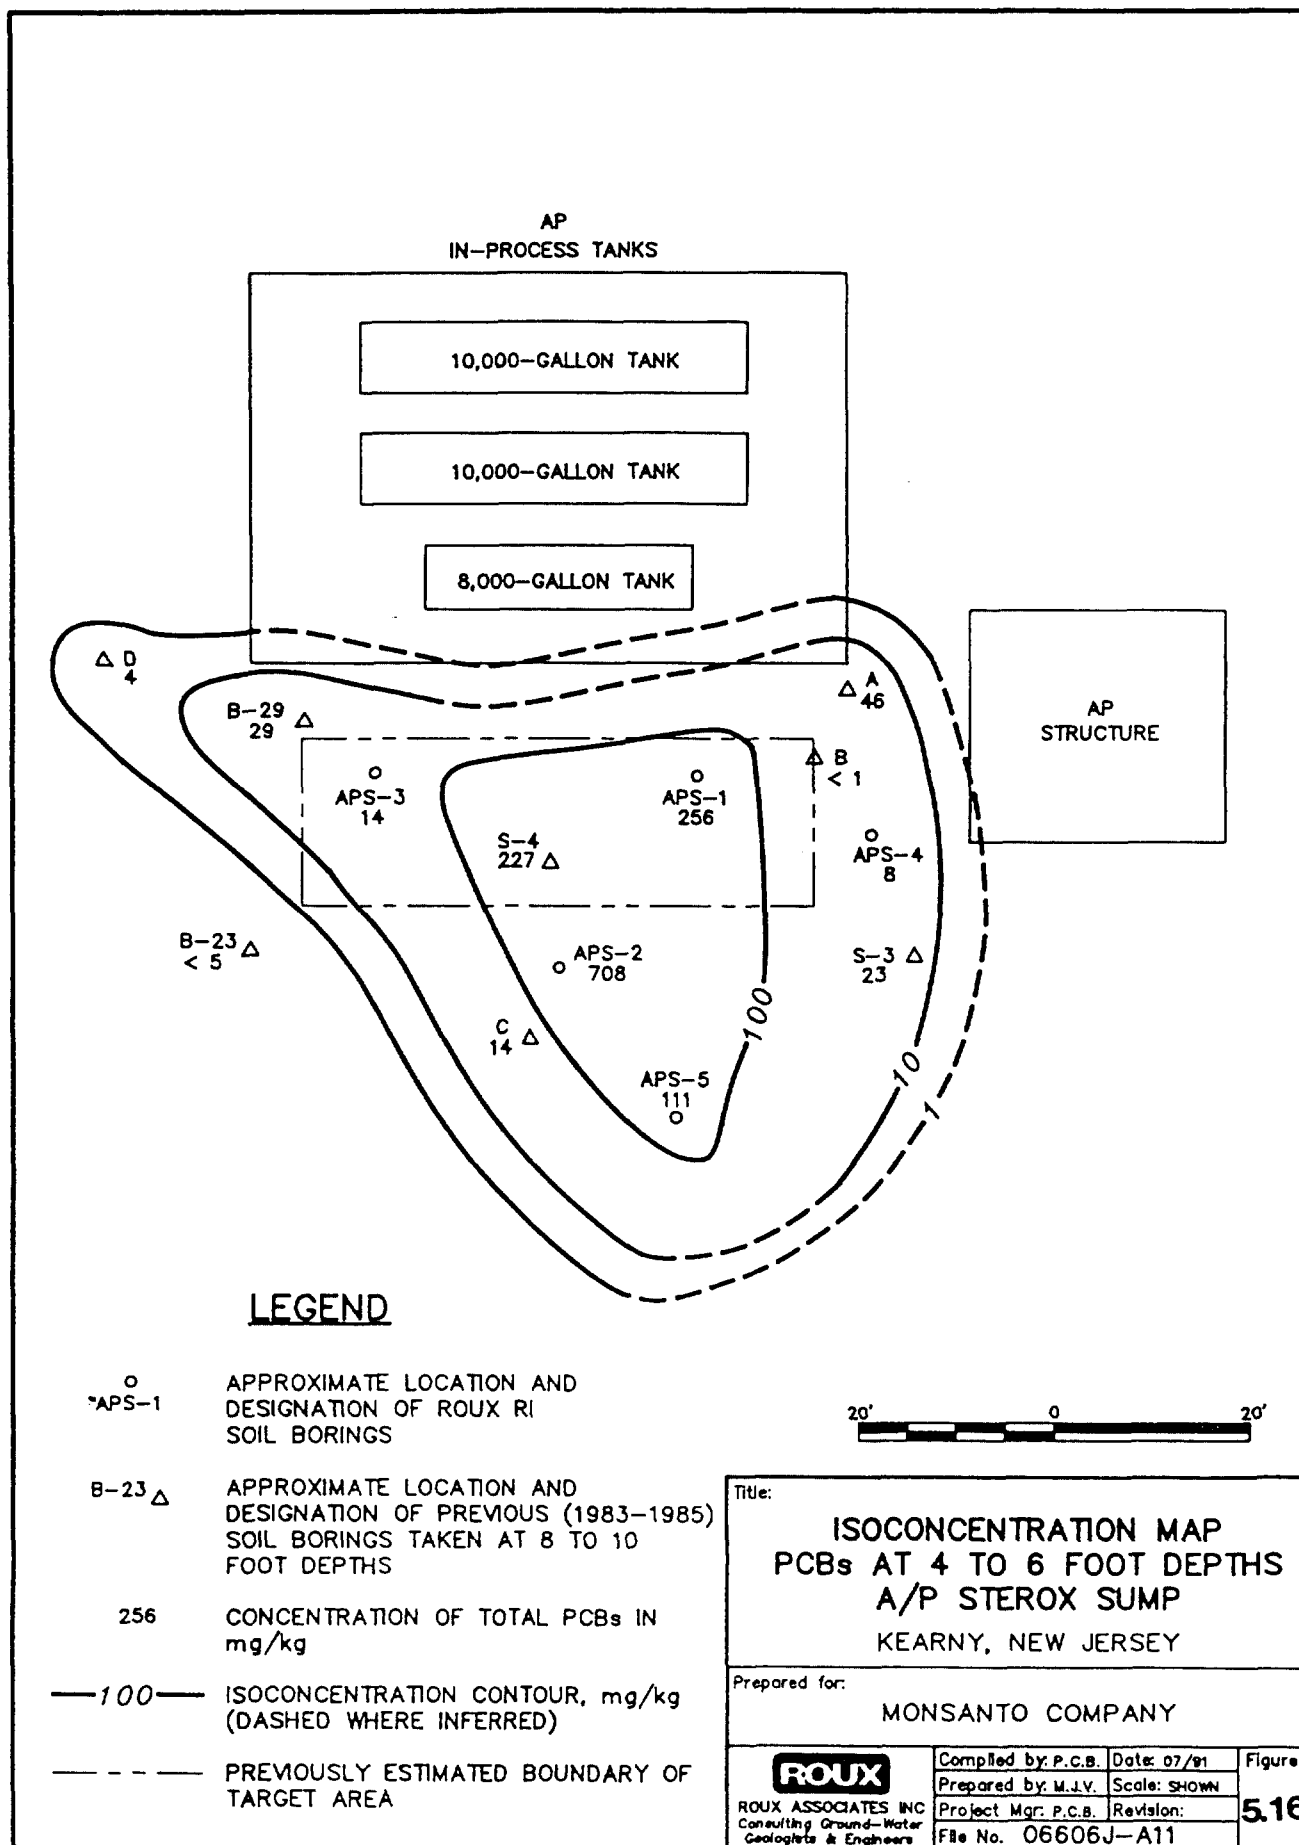 AP
IN-PROCESS TANKS
10,000-GALLON TANK
10,000-GALLON TANK
8,000-GALLON TANK
D
4
B-29
29
A
46
AP
STRUCTURE
B
< 1
APS-3
14
APS-1
256
S-4
227
APS-4
8
B-23
< 5
APS-2
708
S-3
23
100
C
14
APS-5
111
10
1
LEGEND
APS-1
APPROXIMATE LOCATION AND
DESIGNATION OF ROUX RI
SOIL BORINGS
B-23
APPROXIMATE LOCATION AND
DESIGNATION OF PREVIOUS (1983-1985)
SOIL BORINGS TAKEN AT 8 TO 10
FOOT DEPTHS
256
CONCENTRATION OF TOTAL PCBs IN
mg/kg
100
ISOCONCENTRATION CONTOUR, mg/kg
(DASHED WHERE INFERRED)
PREVIOUSLY ESTIMATED BOUNDARY OF
TARGET AREA
20' 0 20'
Title:
ISOCONCENTRATION MAP
PCBs AT 4 TO 6 FOOT DEPTHS
A/P STEROX SUMP
KEARNY, NEW JERSEY
Prepared for:
MONSANTO COMPANY
ROUX
ROUX ASSOCIATES INC
Consulting Ground-Water
Geologists & Engineers
Compiled by: P.C.B. Date: 07/91
Prepared by: M.J.V. Scale: SHOWN
Project Mgr: P.C.B. Revision:
File No. 06606J-A11
Figure
5.16